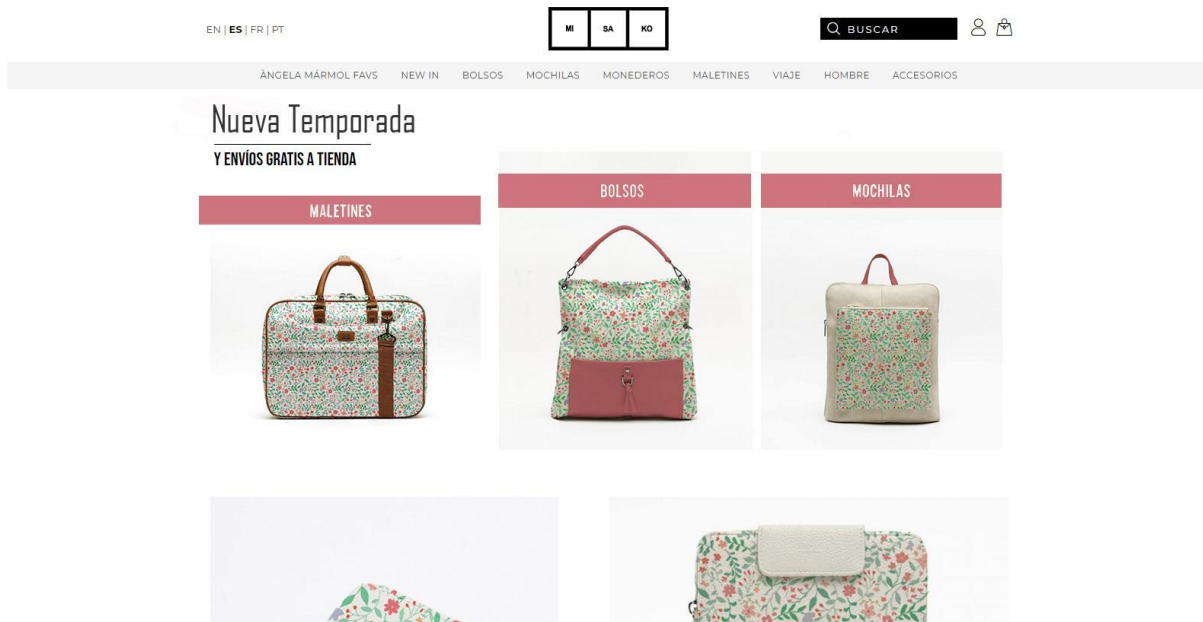 EN | ES | FR | PT
MI SA KO
BUSCAR
ÀNGELA MÁRMOL FAVS NEW IN BOLSOS MOCHILAS MONEDEROS MALETINES VIAJE HOMBRE ACCESORIOS
Nueva Temporada
Y ENVÍOS GRATIS A TIENDA
MALETINES
BOLSOS
MOCHILAS